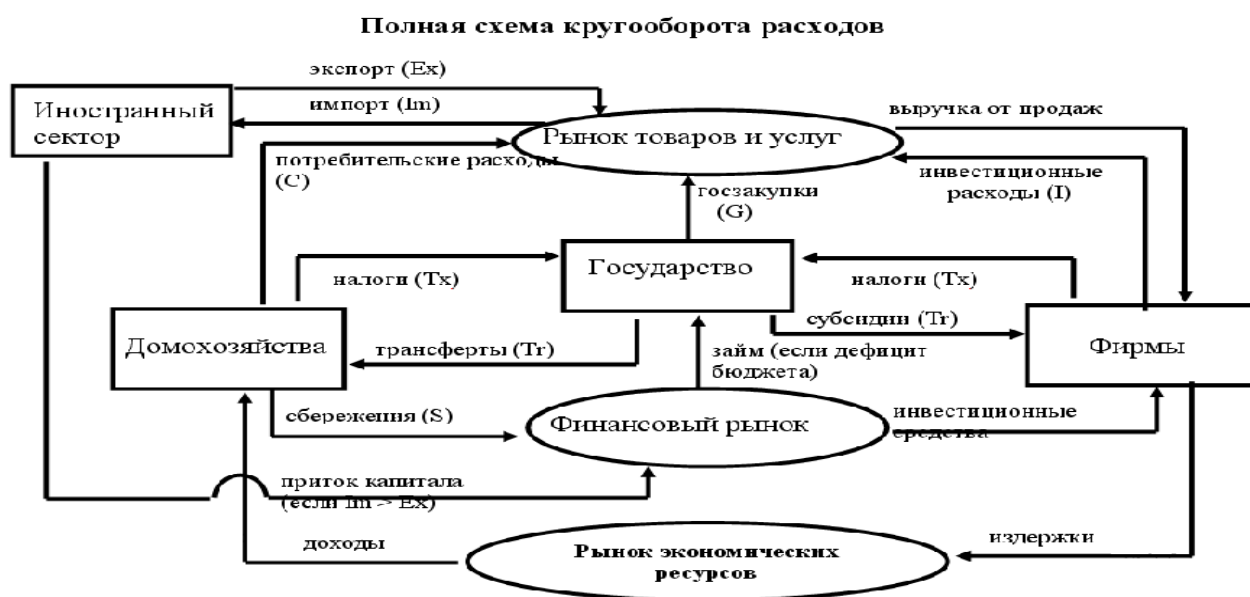 Полная схема кругооборота расходов
экспорт (Ex)
Иностранный
сектор
импорт (Im)
Рынок товаров и услуг
выручка от продаж
потребительские расходы
(C)
инвестиционные
расходы (I)
госзакупки
(G)
налоги (Tx)
Государство
налоги (Tx)
Домохозяйства
трансферты (Tr)
субсидии (Tr)
займ (если дефицит
бюджета)
Фирмы
сбережения (S)
Финансовый рынок
инвестиционные
средства
приток капитала
(если Im > Ex)
доходы
Рынок экономических
ресурсов
издержки